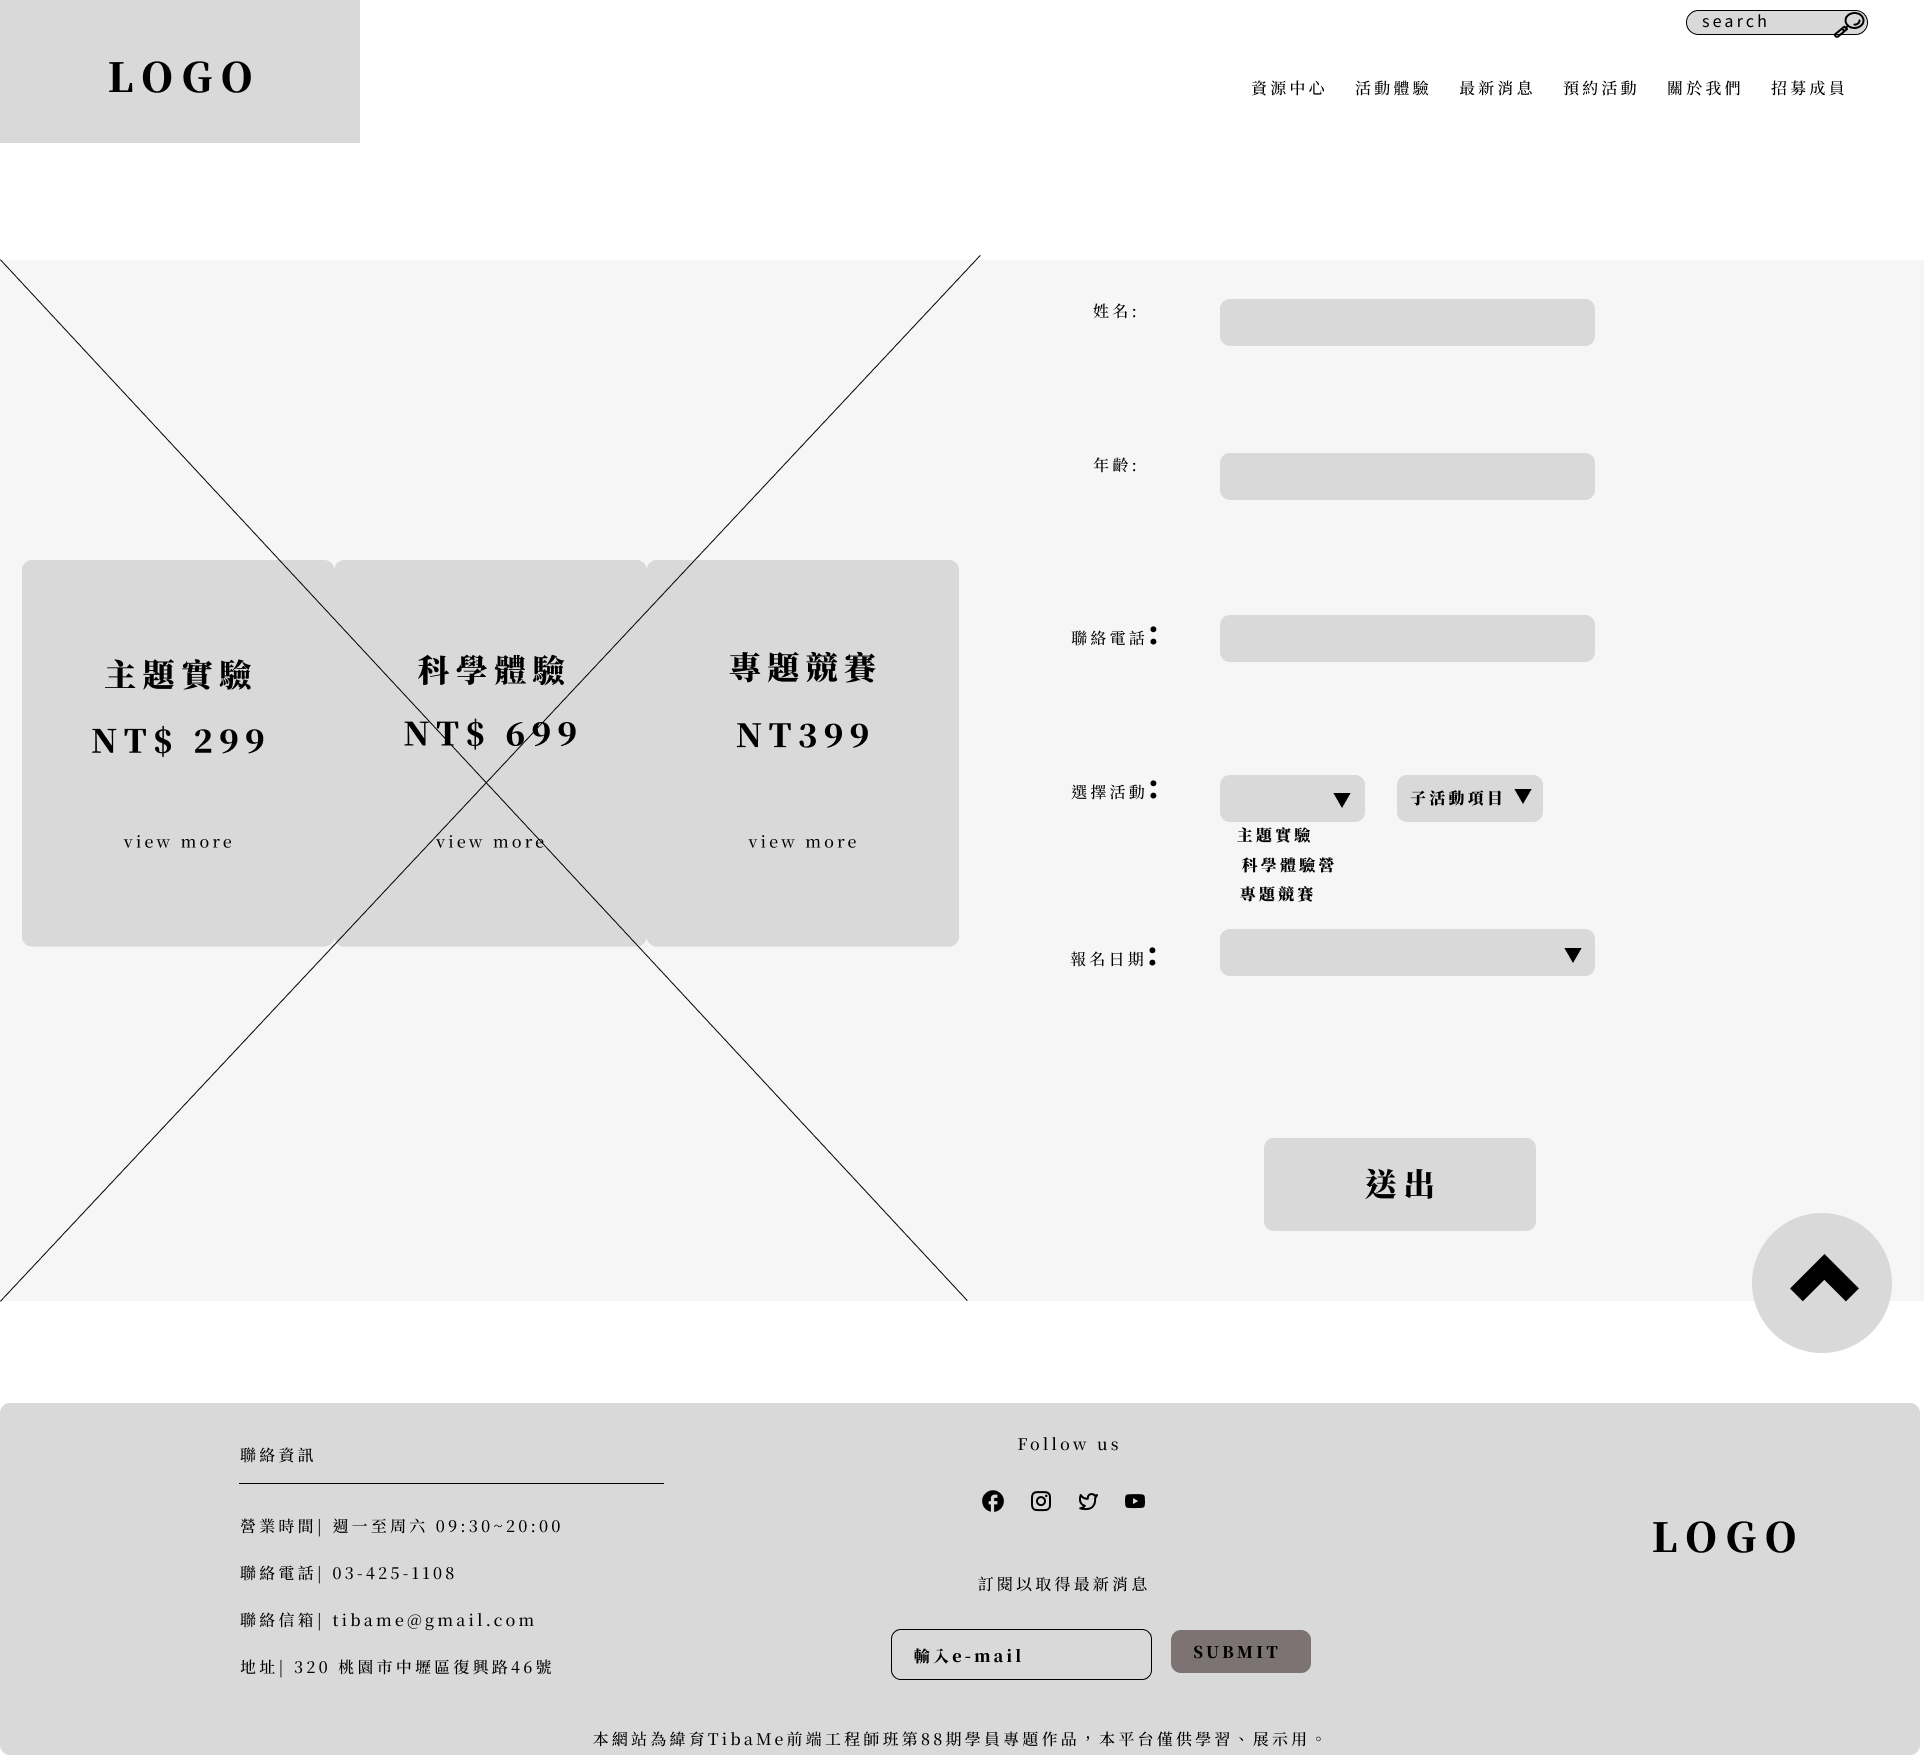 LOGO
search
資源中心 活動體驗 最新消息 預約活動 關於我們 招募成員
主題實驗
NT$ 299
view more
科學體驗
NT$ 699
view more
專題競賽
NT399
view more
姓名:
年齡:
聯絡電話:
選擇活動:
子活動項目
主題實驗
科學體驗營
專題競賽
報名日期:
送出
聯絡資訊
營業時間| 週一至周六 09:30~20:00
聯絡電話| 03-425-1108
聯絡信箱| tibame@gmail.com
地址| 320 桃園市中壢區復興路46號
Follow us
訂閱以取得最新消息
輸入e-mail
SUBMIT
LOGO
本網站為緯育TibaMe前端工程師班第88期學員專題作品，本平台僅供學習、展示用。